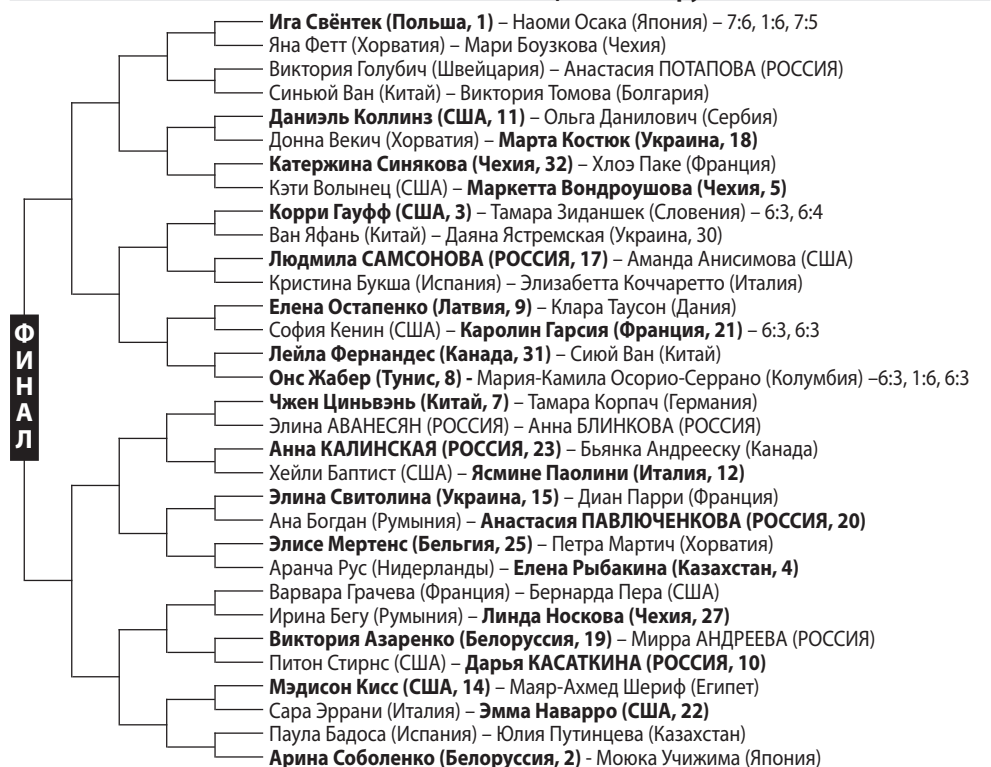 Ига Свёнтек (Польша, 1) – Наоми Осака (Япония) – 7:6, 1:6, 7:5
Яна Фетт (Хорватия) – Мари Боузкова (Чехия)
Виктория Голубич (Швейцария) – Анастасия ПОТАПОВА (РОССИЯ)
Синьюй Ван (Китай) – Виктория Томова (Болгария)
Даниэль Коллинз (США, 11) – Ольга Данилович (Сербия)
Донна Векич (Хорватия) – Марта Костюк (Украина, 18)
Катержина Синякова (Чехия, 32) – Хлоэ Паке (Франция)
Кэти Волынец (США) – Маркетта Вондроушова (Чехия, 5)
Корри Гауфф (США, 3) – Тамара Зиданшек (Словения) – 6:3, 6:4
Ван Яфань (Китай) – Даяна Ястремская (Украина, 30)
Людмила САМСОНОВА (РОССИЯ, 17) – Аманда Анисимова (США)
Кристина Букша (Испания) – Элизабетта Коччаретто (Италия)
Елена Остапенко (Латвия, 9) – Клара Таусон (Дания)
София Кенин (США) – Каролин Гарсия (Франция, 21) – 6:3, 6:3
Лейла Фернандес (Канада, 31) – Сиюй Ван (Китай)
Онс Жабер (Тунис, 8) - Мария-Камила Осорио-Серрано (Колумбия) –6:3, 1:6, 6:3
ФИНАЛ
Чжен Циньвэнь (Китай, 7) – Тамара Корпач (Германия)
Элина АВАНЕСЯН (РОССИЯ) – Анна БЛИНКОВА (РОССИЯ)
Анна КАЛИНСКАЯ (РОССИЯ, 23) – Бьянка Андрееску (Канада)
Хейли Баптист (США) – Ясмине Паолини (Италия, 12)
Элина Свитолина (Украина, 15) – Диан Парри (Франция)
Ана Богдан (Румыния) – Анастасия ПАВЛЮЧЕНКОВА (РОССИЯ, 20)
Элисе Мертенс (Бельгия, 25) – Петра Мартич (Хорватия)
Аранча Рус (Нидерланды) – Елена Рыбакина (Казахстан, 4)
Варвара Грачева (Франция) – Бернарда Пера (США)
Ирина Бегу (Румыния) – Линда Носкова (Чехия, 27)
Виктория Азаренко (Белоруссия, 19) – Мирра АНДРЕЕВА (РОССИЯ)
Питон Стирнс (США) – Дарья КАСАТКИНА (РОССИЯ, 10)
Мэдисон Кисс (США, 14) – Маяр-Ахмед Шериф (Египет)
Сара Эррани (Италия) – Эмма Наварро (США, 22)
Паула Бадоса (Испания) – Юлия Путинцева (Казахстан)
Арина Соболенко (Белоруссия, 2) - Моюка Учижима (Япония)